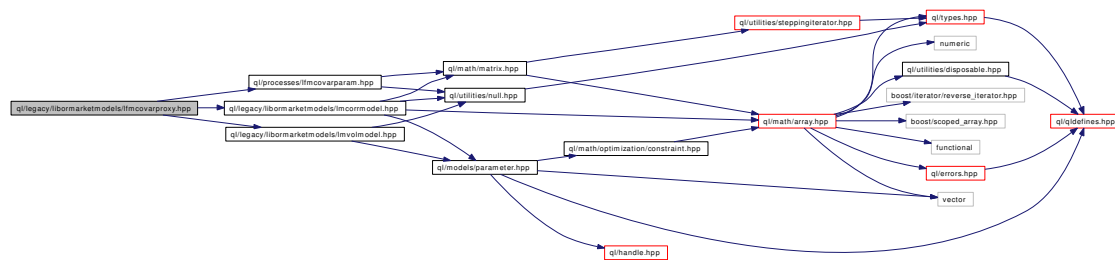 ql/legacy/libormarketmodels/lfmcovarproxy.hpp
ql/processes/lfmcovarparam.hpp
ql/legacy/libormarketmodels/lmcorrmodel.hpp
ql/legacy/libormarketmodels/lmvolmodel.hpp
ql/math/matrix.hpp
ql/utilities/null.hpp
ql/models/parameter.hpp
ql/math/optimization/constraint.hpp
ql/handle.hpp
ql/utilities/steppingiterator.hpp
ql/math/array.hpp
ql/types.hpp
numeric
ql/utilities/disposable.hpp
boost/iterator/reverse_iterator.hpp
boost/scoped_array.hpp
functional
ql/errors.hpp
vector
ql/qldefines.hpp